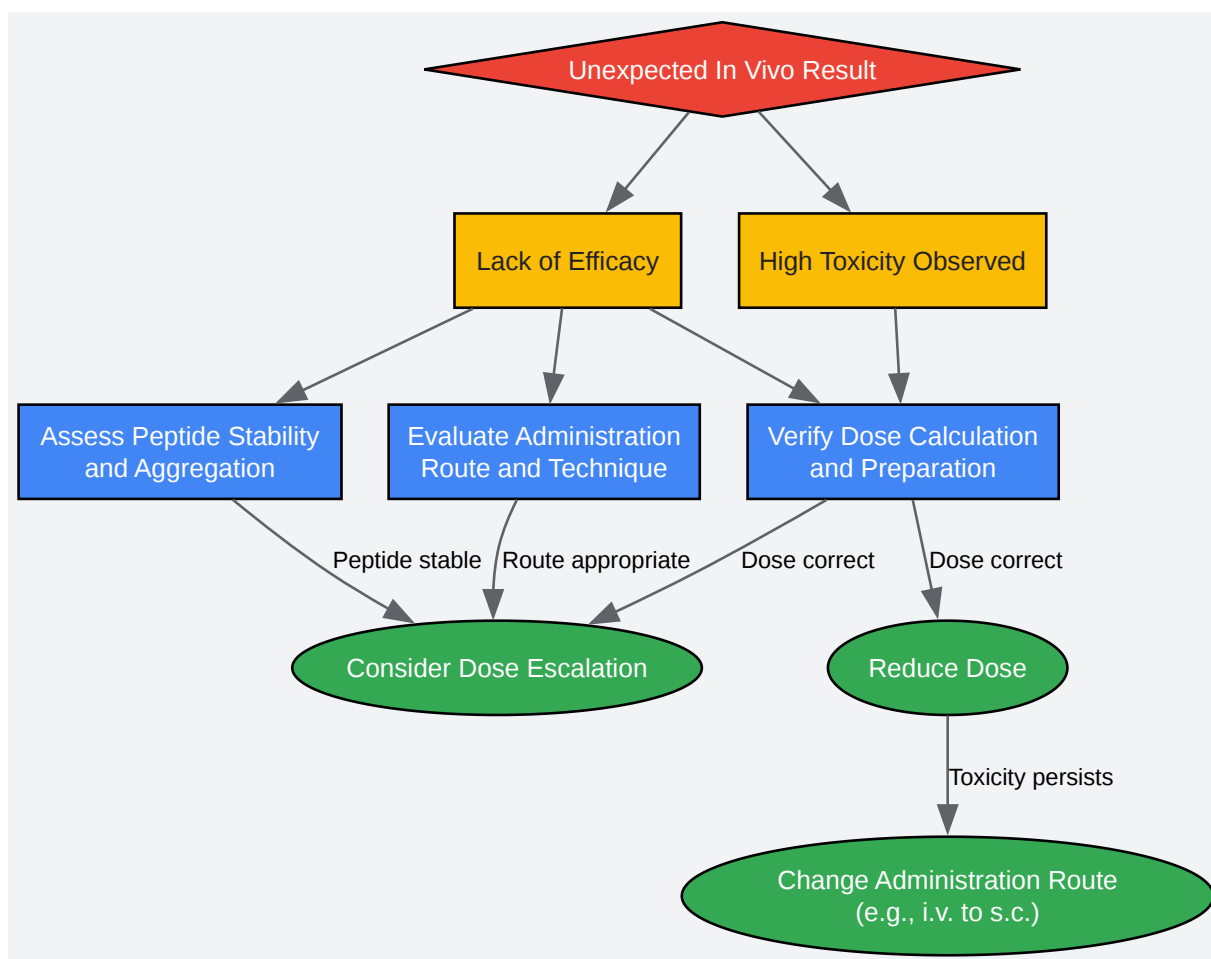 Unexpected In Vivo Result
Lack of Efficacy
High Toxicity Observed
Assess Peptide Stability
and Aggregation
Evaluate Administration
Route and Technique
Verify Dose Calculation
and Preparation
Peptide stable
Route appropriate
Dose correct
Dose correct
Consider Dose Escalation
Reduce Dose
Toxicity persists
Change Administration Route
(e.g., i.v. to s.c.)